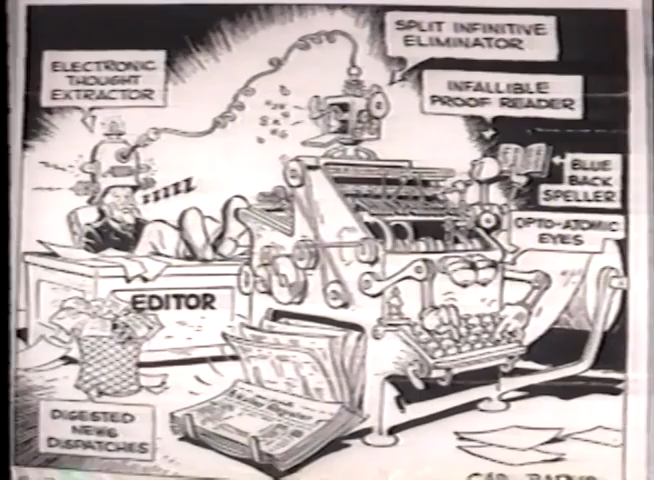 SPLIT INFINITIVE
ELIMINATOR
ELECTRONIC
THOUGHT
EXTRACTOR
INFALLIBLE
PROOF READER
BLUE
BACK
SPELLER
ZZZZZ
OPTO-ATOMIC
EYES
EDITOR
DIGESTED
NEWS
DISPATCHES